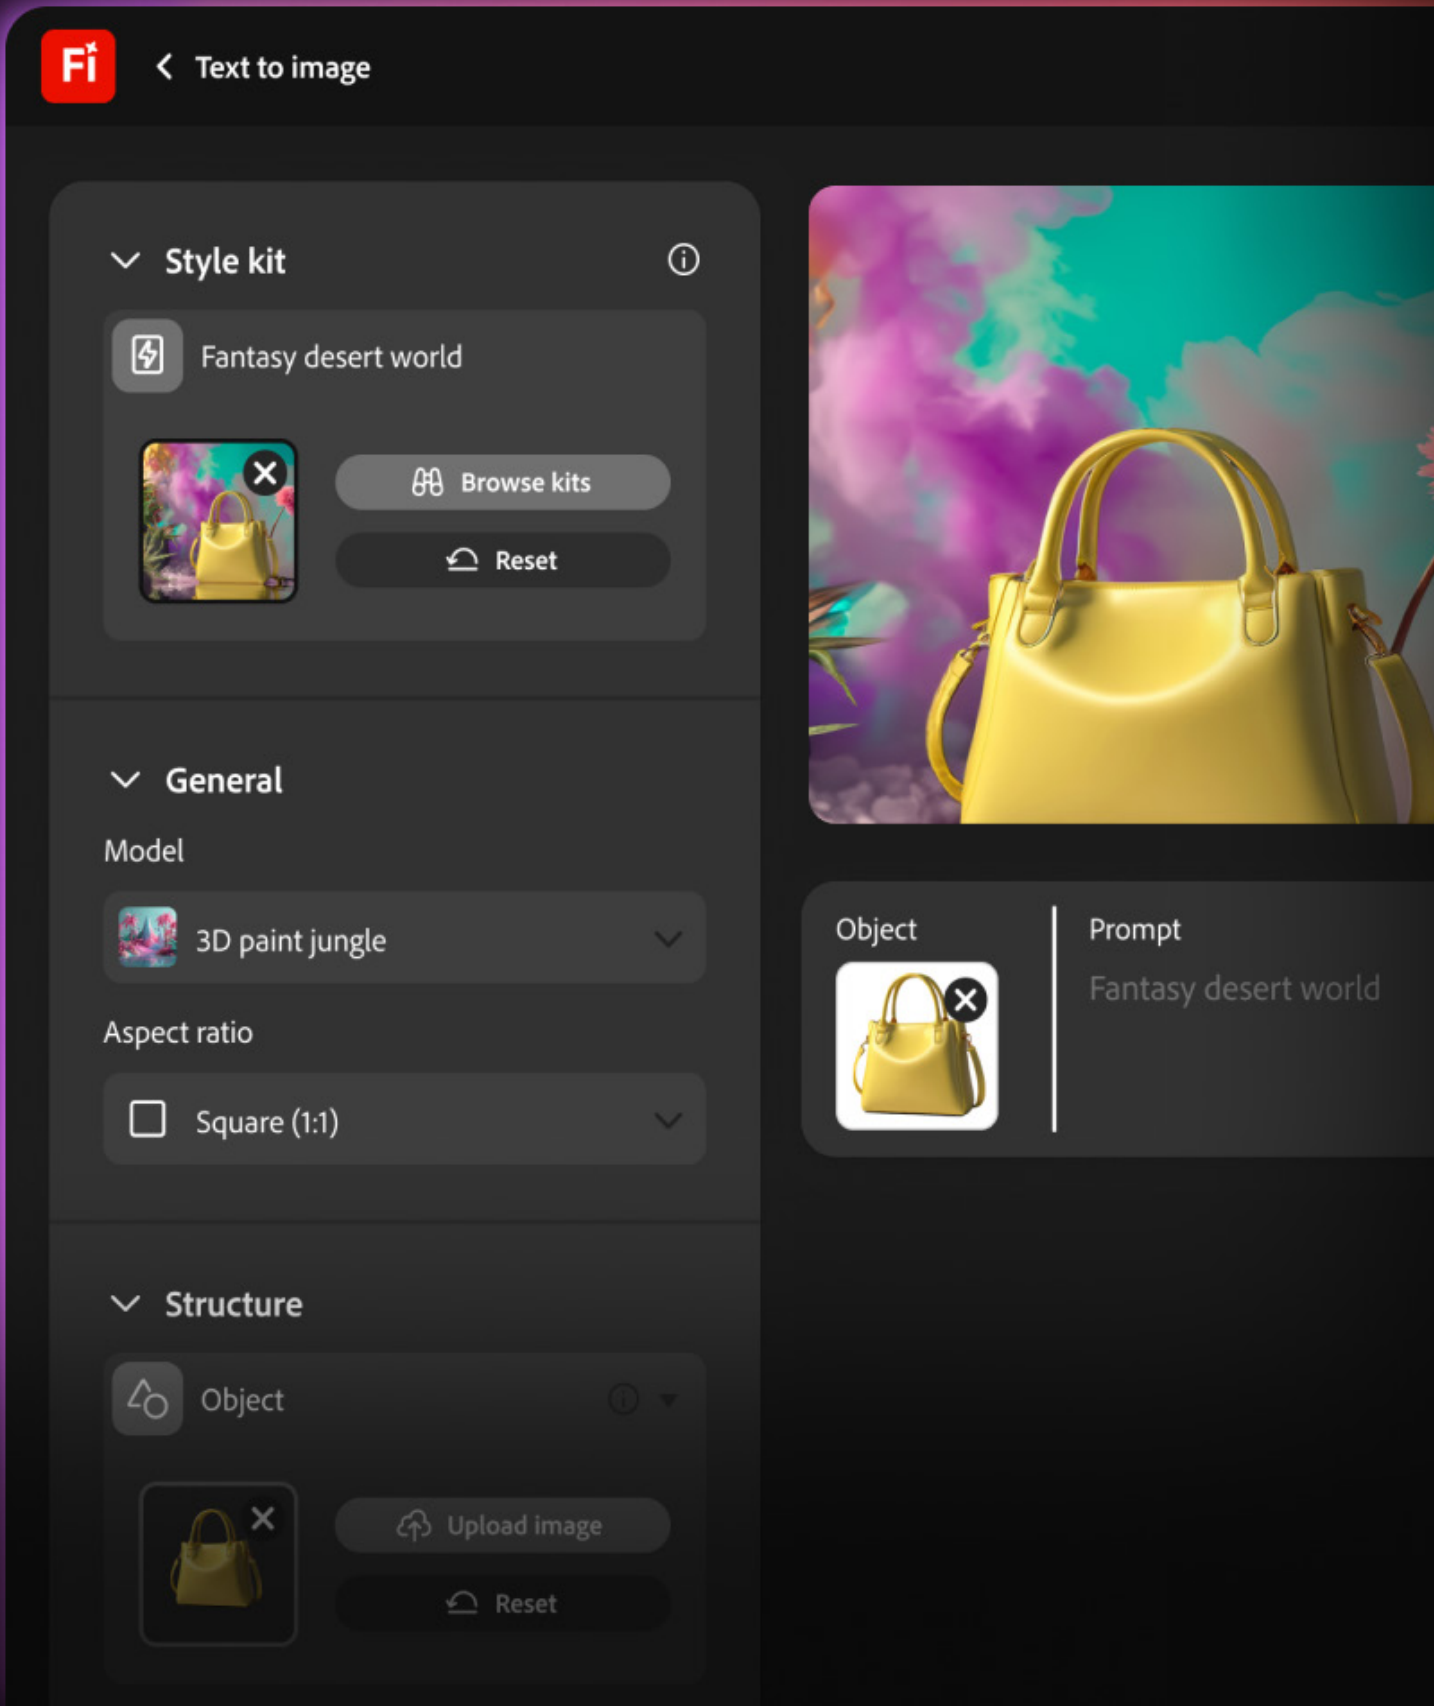 Fi
Text to image
Style kit
Fantasy desert world
Browse kits
Reset
General
Model
3D paint jungle
Aspect ratio
Square (1:1)
Structure
Object
Upload image
Reset
Object
Prompt
Fantasy desert world